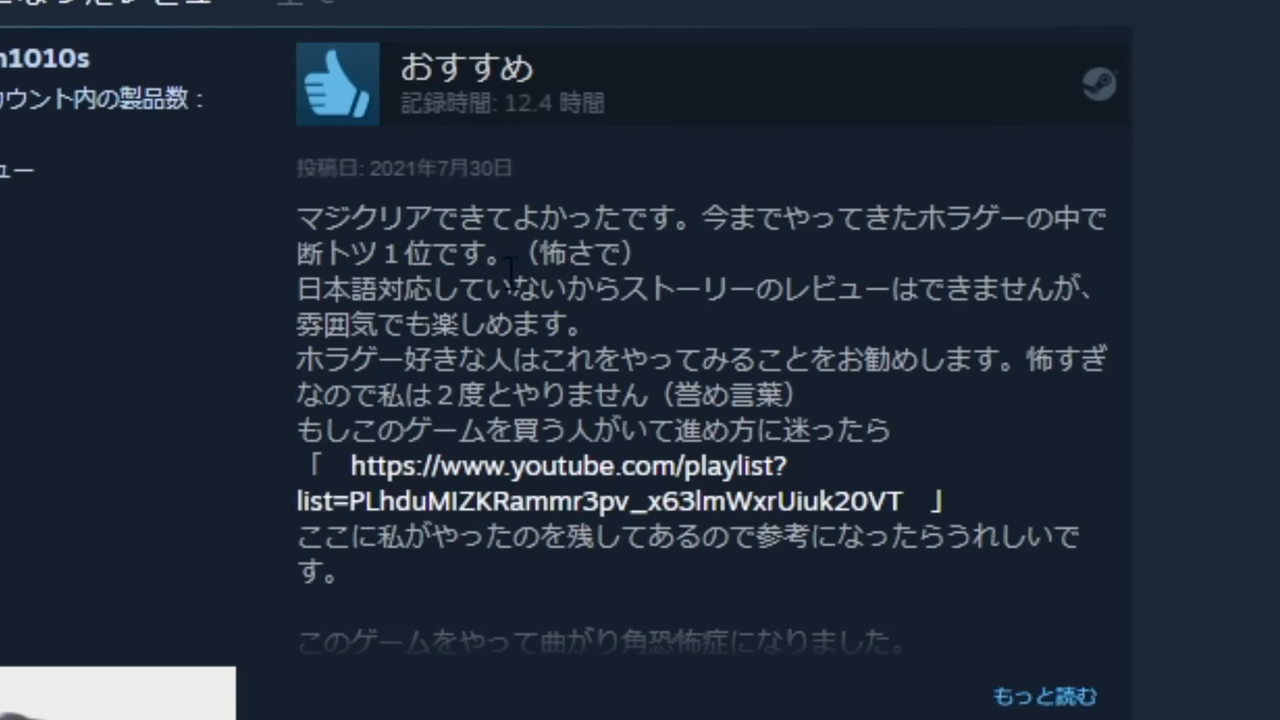 n1010s
カウント内の製品数：
ュー
おすすめ
記録時間: 12.4 時間
投稿日: 2021年7月30日
マジクリアできてよかったです。今までやってきたホラゲーの中で
断トツ１位です。（怖さで）
日本語対応していないからストーリーのレビューはできませんが、
雰囲気でも楽しめます。
ホラゲー好きな人はこれをやってみることをお勧めします。怖すぎ
なので私は２度とやりません（誉め言葉）
もしこのゲームを買う人がいて進め方に迷ったら
「　https://www.youtube.com/playlist?
list=PLhduMIZKRammr3pv_x63lmWxrUiuk20VT　」
ここに私がやったのを残してあるので参考になったらうれしいで
す。
このゲームをやって曲がり角恐怖症になりました。
もっと読む